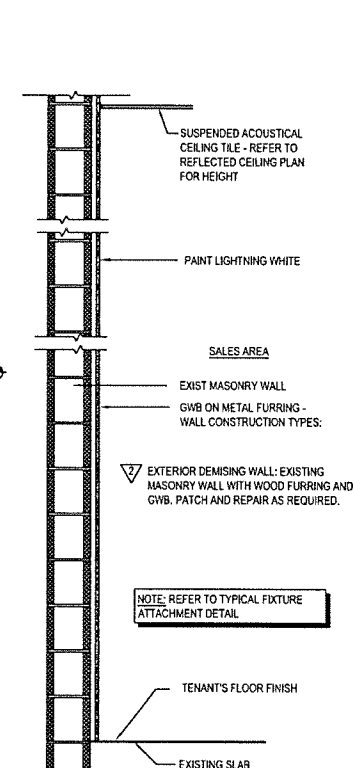 SUSPENDED ACOUSTICAL
CEILING TILE - REFER TO
REFLECTED CEILING PLAN
FOR HEIGHT
PAINT LIGHTNING WHITE
SALES AREA
EXIST MASONRY WALL
GWB ON METAL FURRING -
WALL CONSTRUCTION TYPES:
2 EXTERIOR DEMISING WALL: EXISTING
MASONRY WALL WITH WOOD FURRING AND
GWB. PATCH AND REPAIR AS REQUIRED.
NOTE: REFER TO TYPICAL FIXTURE
ATTACHMENT DETAIL
TENANT'S FLOOR FINISH
EXISTING SLAB